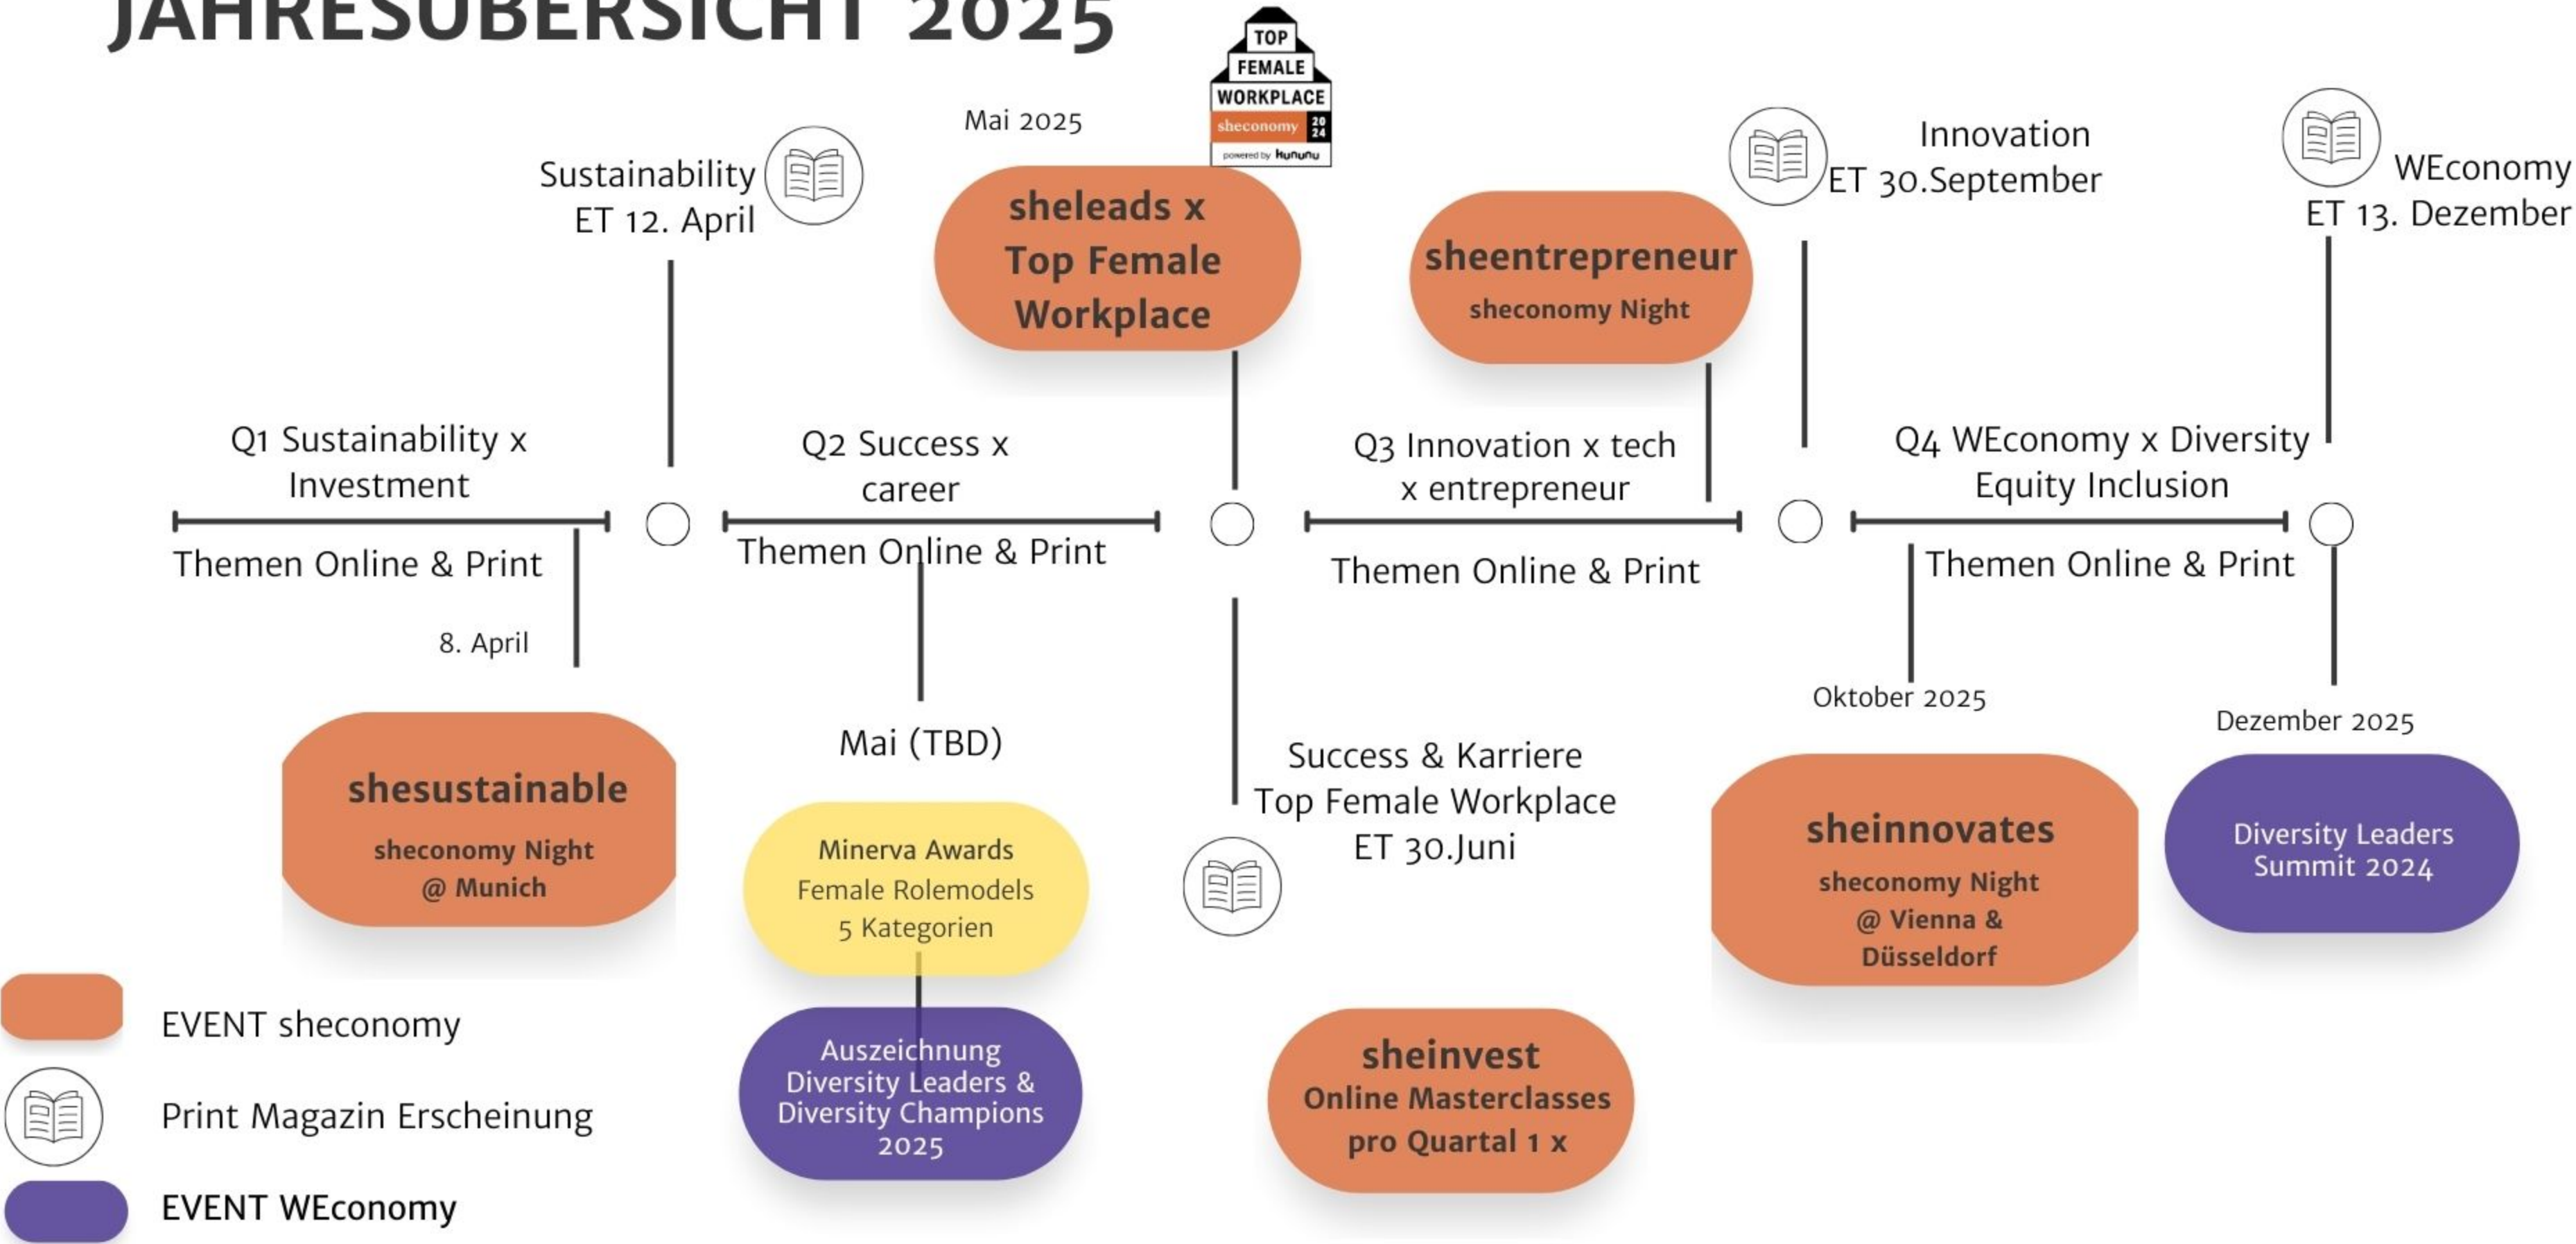 JAHRESÜBERSICHT 2025
TOP
FEMALE
WORKPLACE
sheconomy 20
24
powered by kununu
Mai 2025
Sustainability
ET 12. April
sheleads x
Top Female
Workplace
sheentrepreneur
sheconomy Night
Innovation
ET 30.September
WEconomy
ET 13. Dezember
Q1 Sustainability x
Investment
Themen Online & Print
Q2 Success x
career
Themen Online & Print
Q3 Innovation x tech
x entrepreneur
Themen Online & Print
Q4 WEconomy x Diversity
Equity Inclusion
Themen Online & Print
8. April
shesustainable
sheconomy Night
@ Munich
Mai (TBD)
Minerva Awards
Female Rolemodels
5 Kategorien
Auszeichnung
Diversity Leaders &
Diversity Champions
2025
Success & Karriere
Top Female Workplace
ET 30.Juni
sheinvest
Online Masterclasses
pro Quartal 1 x
Oktober 2025
sheinnovates
sheconomy Night
@ Vienna &
Düsseldorf
Dezember 2025
Diversity Leaders
Summit 2024
EVENT sheconomy
Print Magazin Erscheinung
EVENT WEconomy